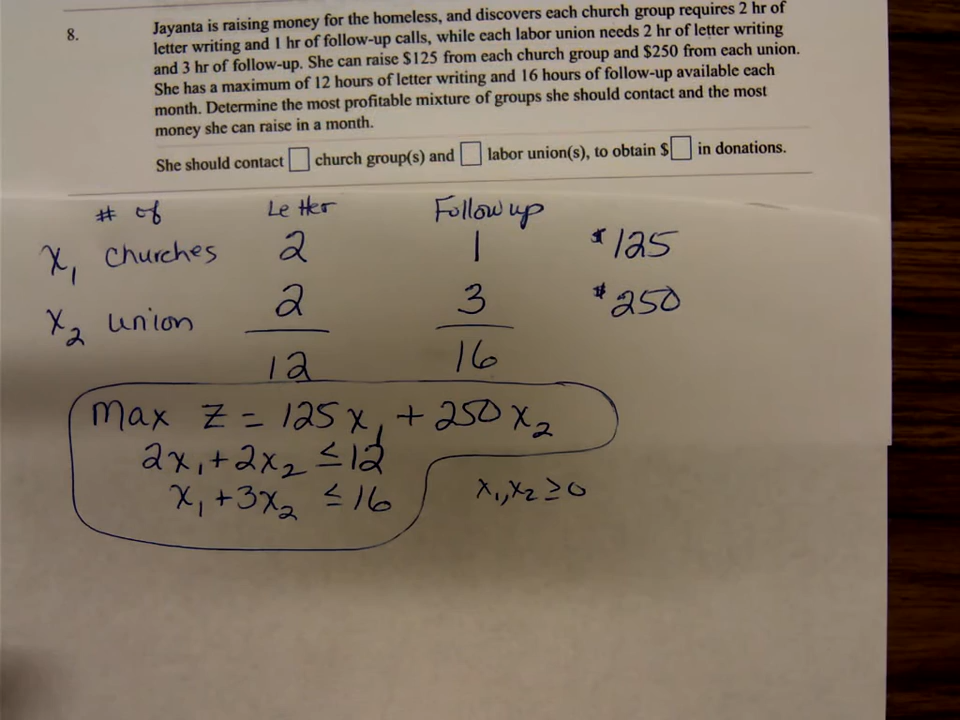 8.
Jayanta is raising money for the homeless, and discovers each church group requires 2 hr of
letter writing and 1 hr of follow-up calls, while each labor union needs 2 hr of letter writing
and 3 hr of follow-up. She can raise $125 from each church group and $250 from each union.
She has a maximum of 12 hours of letter writing and 16 hours of follow-up available each
month. Determine the most profitable mixture of groups she should contact and the most
money she can raise in a month.
She should contact □ church group(s) and □ labor union(s), to obtain $□ in donations.
# of Letter Follow up
x₁ churches 2 1 $125
x₂ union 2 3 $250
12 16
Max Z = 125x₁ + 250x₂
2x₁+2x₂ ≤12
x₁+3x₂ ≤16 x₁,x₂ ≥0